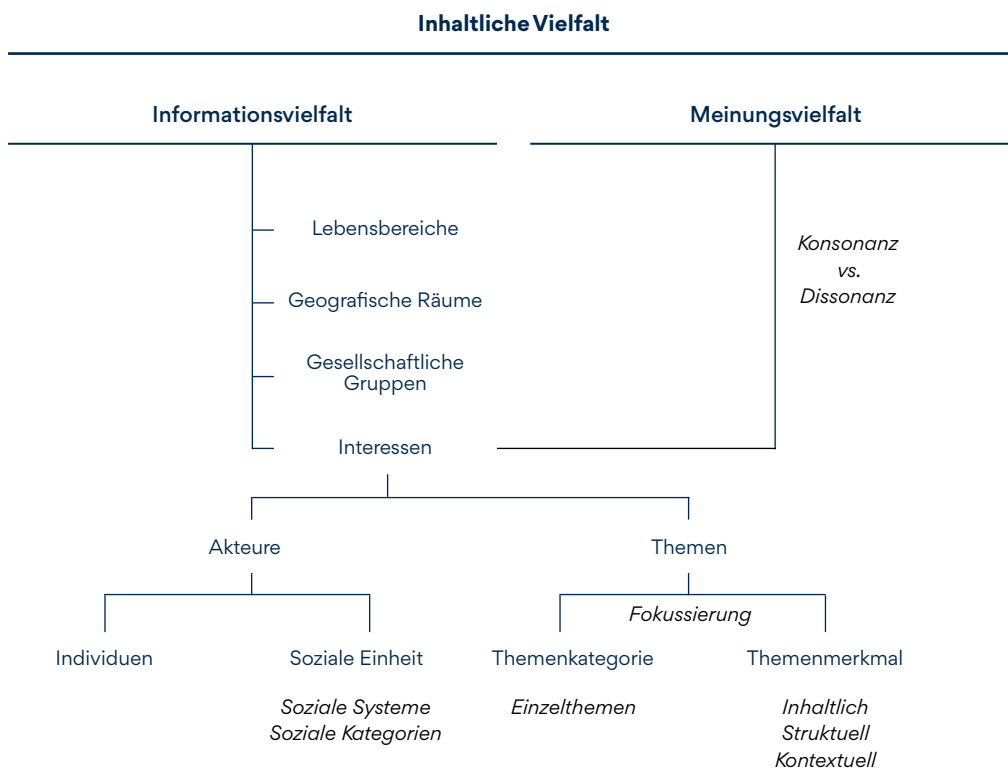 Inhaltliche Vielfalt
Informationsvielfalt
Meinungsvielfalt
Lebensbereiche
Konsonanz
vs.
Dissonanz
Geografische Räume
Gesellschaftliche
Gruppen
Interessen
Akteure
Themen
Fokussierung
Individuen
Soziale Einheit
Themenkategorie
Themenmerkmal
Soziale Systeme
Soziale Kategorien
Einzelthemen
Inhaltlich
Struktuell
Kontextuell